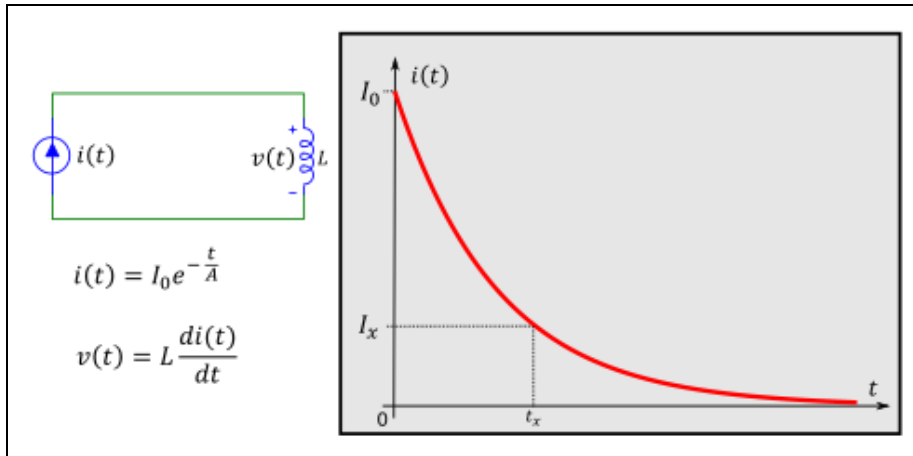 i(t)
v(t)
+
−
L
i(t) = I₀e^{−t/A}
v(t) = L di(t)/dt
i(t)
I₀
Iₓ
0
tₓ
t